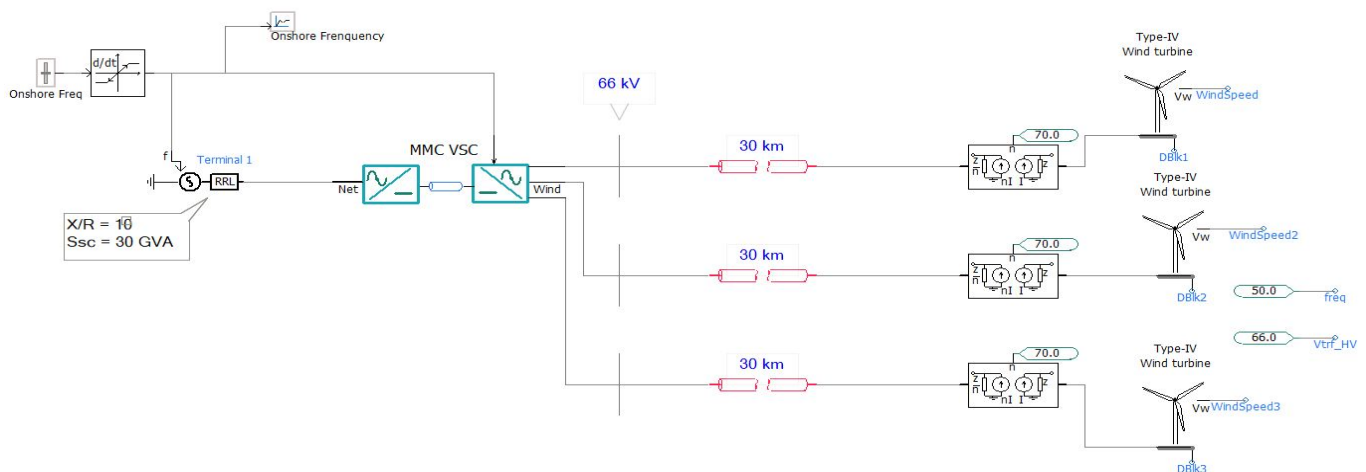 Onshore Frenquency
d/dt
Onshore Freq
f
Terminal 1
S
RRL
X/R = 10
Ssc = 30 GVA
MMC VSC
Net
Wind
66 kV
30 km
70.0
n
z
n
nI
I
z
Type-IV
Wind turbine
Vw
WindSpeed
DBlk1
30 km
70.0
n
z
n
nI
I
z
Type-IV
Wind turbine
Vw
WindSpeed2
DBlk2
50.0
freq
66.0
Vtrf_HV
30 km
70.0
n
z
n
nI
I
z
Type-IV
Wind turbine
Vw
WindSpeed3
DBlk3